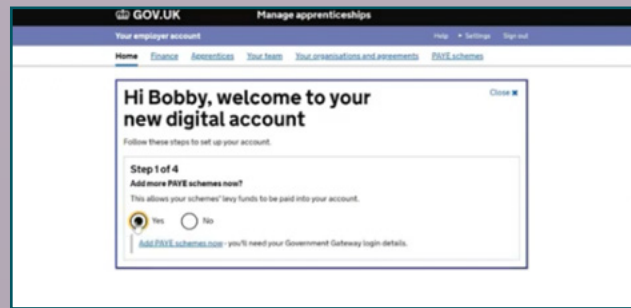 GOV.UK Manage apprenticeships
Your employer account Help Settings Sign out
Home Finance Apprentices Your team Your organisations and agreements PAYE schemes
Hi Bobby, welcome to your Close
new digital account
Follow these steps to set up your account.
Step 1 of 4
Add more PAYE schemes now?
This allows your schemes' levy funds to be paid into your account.
Yes No
Add PAYE schemes now - you'll need your Government Gateway login details.